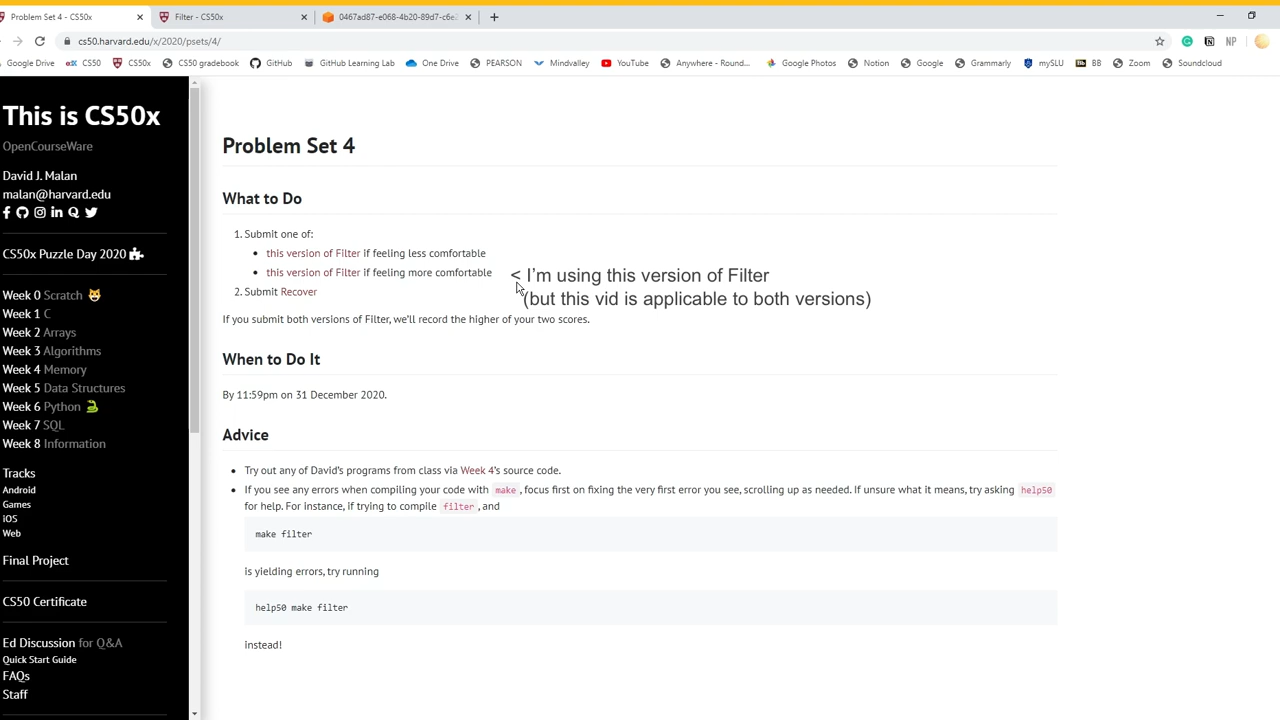 Problem Set 4 - CS50x
Filter - CS50x
0467ad87-e068-4b20-89d7-c6e2
cs50.harvard.edu/x/2020/psets/4/
NP
Google Drive
CS50
CS50x
CS50 gradebook
GitHub
GitHub Learning Lab
One Drive
PEARSON
Mindvalley
YouTube
Anywhere - Round...
Google Photos
Notion
Google
Grammarly
mySLU
BB
Zoom
Soundcloud
This is CS50x
OpenCourseWare
David J. Malan
malan@harvard.edu
CS50x Puzzle Day 2020
Week 0 Scratch
Week 1 C
Week 2 Arrays
Week 3 Algorithms
Week 4 Memory
Week 5 Data Structures
Week 6 Python
Week 7 SQL
Week 8 Information
Tracks
Android
Games
iOS
Web
Final Project
CS50 Certificate
Ed Discussion for Q&A
Quick Start Guide
FAQs
Staff
Problem Set 4
What to Do
1. Submit one of:
• this version of Filter if feeling less comfortable
• this version of Filter if feeling more comfortable
< I'm using this version of Filter
(but this vid is applicable to both versions)
2. Submit Recover
If you submit both versions of Filter, we'll record the higher of your two scores.
When to Do It
By 11:59pm on 31 December 2020.
Advice
• Try out any of David's programs from class via Week 4's source code.
• If you see any errors when compiling your code with make, focus first on fixing the very first error you see, scrolling up as needed. If unsure what it means, try asking help50
for help. For instance, if trying to compile filter, and
make filter
is yielding errors, try running
help50 make filter
instead!